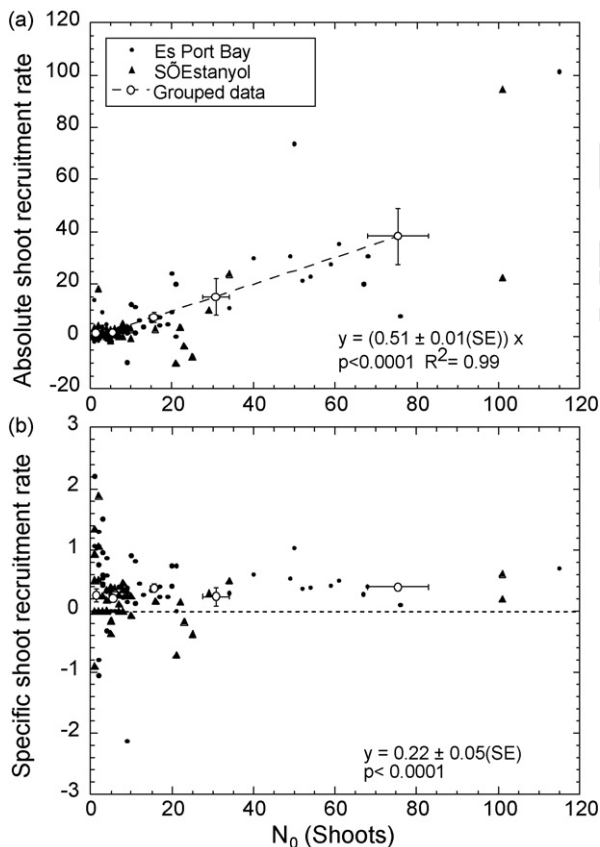 (a)
Es Port Bay
SÕEstanyol
Grouped data
Absolute shoot recruitment rate
120
100
80
60
40
20
0
-20
y = (0.51 ± 0.01(SE)) x
p<0.0001 R2= 0.99
0 20 40 60 80 100 120
(b)
Specific shoot recruitment rate
3
2
1
0
-1
-2
-3
y = 0.22 ± 0.05(SE)
p< 0.0001
0 20 40 60 80 100 120
N0 (Shoots)